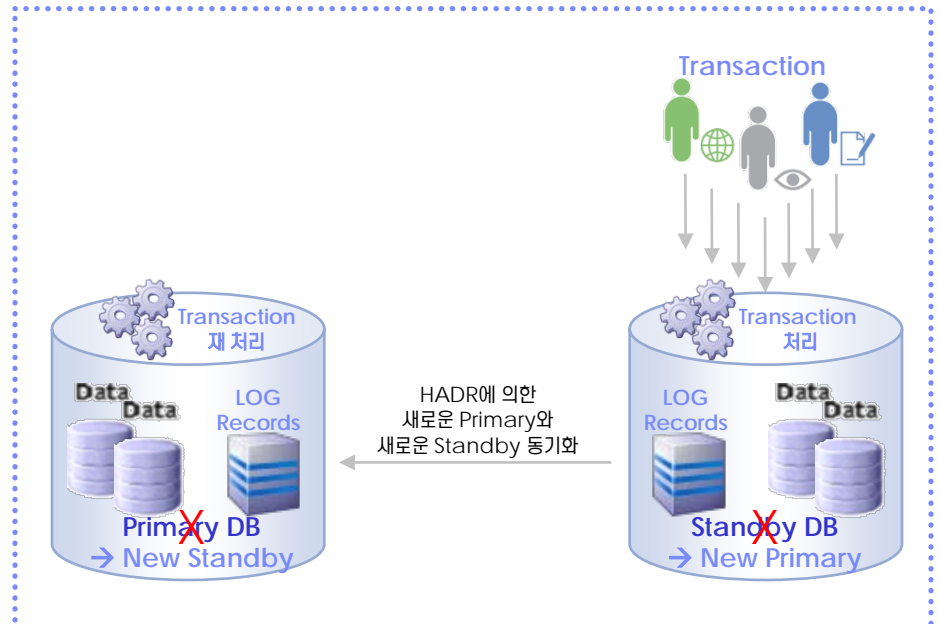 Transaction
Transaction
재 처리
Data
Data
LOG
Records
Primary DB
→ New Standby
HADR에 의한
새로운 Primary와
새로운 Standby 동기화
Transaction
처리
LOG
Records
Data
Data
Standby DB
→ New Primary